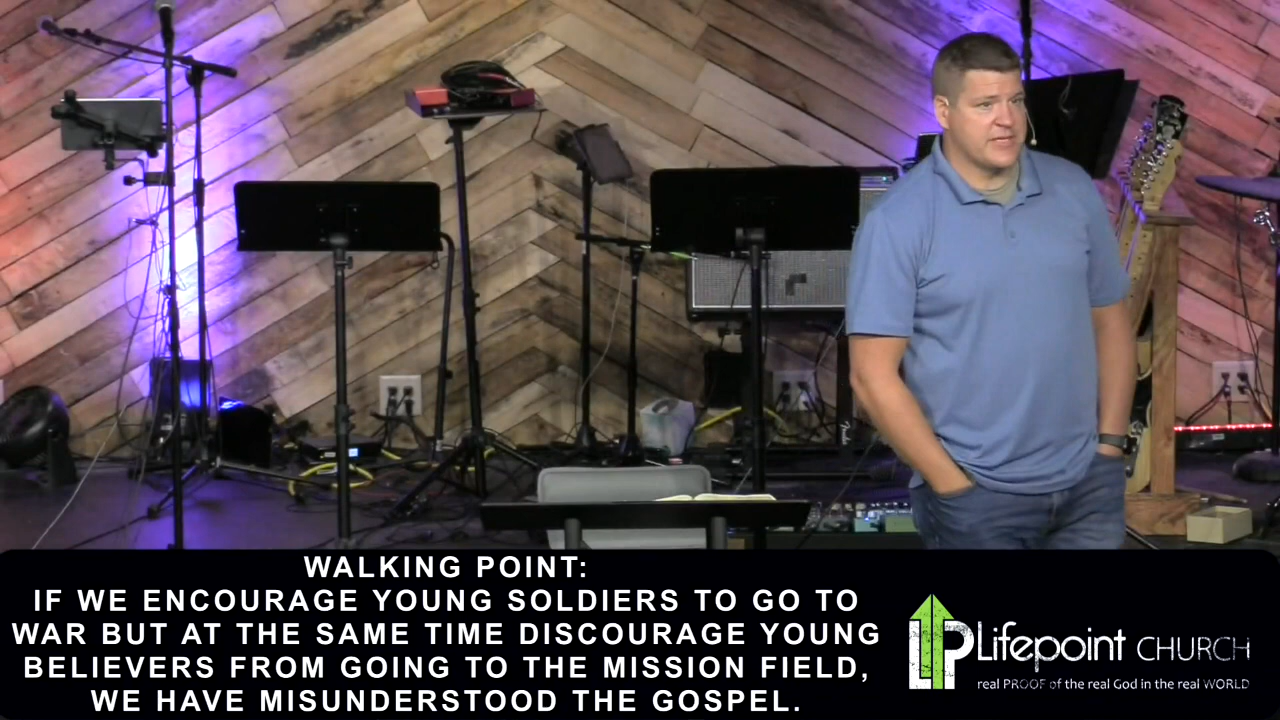 WALKING POINT:
IF WE ENCOURAGE YOUNG SOLDIERS TO GO TO
WAR BUT AT THE SAME TIME DISCOURAGE YOUNG
BELIEVERS FROM GOING TO THE MISSION FIELD,
WE HAVE MISUNDERSTOOD THE GOSPEL.
LP Lifepoint CHURCH
real PROOF of the real God in the real WORLD
Fender